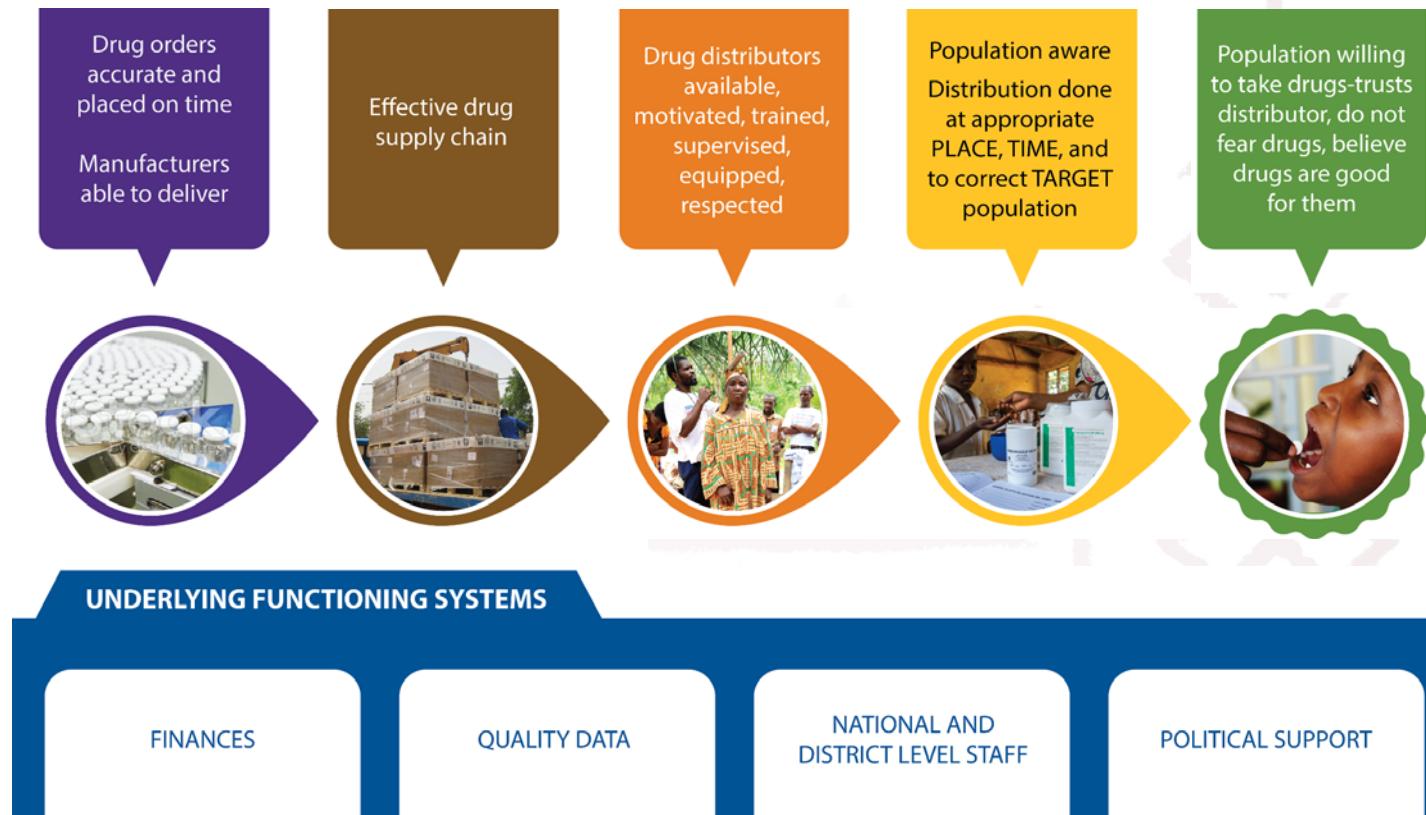 Drug orders
accurate and
placed on time
Manufacturers
able to deliver
Effective drug
supply chain
Drug distributors
available,
motivated, trained,
supervised,
equipped,
respected
Population aware
Distribution done
at appropriate
PLACE, TIME, and
to correct TARGET
population
Population willing
to take drugs-trusts
distributor, do not
fear drugs, believe
drugs are good
for them
UNDERLYING FUNCTIONING SYSTEMS
FINANCES
QUALITY DATA
NATIONAL AND
DISTRICT LEVEL STAFF
POLITICAL SUPPORT